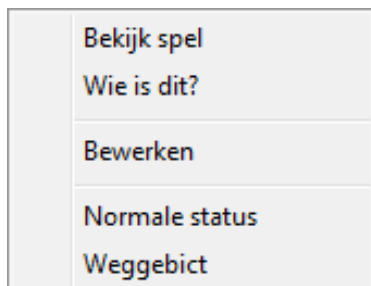 Bekijk spel
Wie is dit?
Bewerken
Normale status
Weggebict